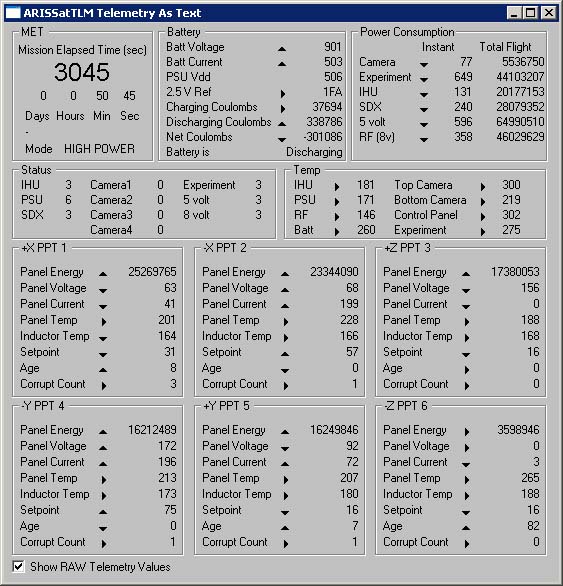 ARISSatTLM Telemetry As Text
MET
Mission Elapsed Time (sec)
3045
0 0 50 45
Days Hours Min Sec
-
Mode HIGH POWER
Battery
Batt Voltage 901
Batt Current 503
PSU Vdd 506
2.5 V Ref 1FA
Charging Coulombs 37694
Discharging Coulombs 338786
Net Coulombs -301086
Battery is Discharging
Power Consumption
Instant Total Flight
Camera 77 5536750
Experiment 649 44103207
IHU 131 20177153
SDX 240 28079352
5 volt 596 64990510
RF (8v) 358 46029629
Status
IHU 3 Camera1 0 Experiment 3
PSU 6 Camera2 0 5 volt 3
SDX 3 Camera3 0 8 volt 3
Camera4 0
Temp
IHU 181 Top Camera 300
PSU 171 Bottom Camera 219
RF 146 Control Panel 302
Batt 260 Experiment 275
+X PPT 1
Panel Energy 25269765
Panel Voltage 63
Panel Current 41
Panel Temp 201
Inductor Temp 164
Setpoint 31
Age 8
Corrupt Count 3
-X PPT 2
Panel Energy 23344090
Panel Voltage 68
Panel Current 199
Panel Temp 228
Inductor Temp 166
Setpoint 57
Age 0
Corrupt Count 1
+Z PPT 3
Panel Energy 17380053
Panel Voltage 156
Panel Current 0
Panel Temp 188
Inductor Temp 168
Setpoint 16
Age 0
Corrupt Count 0
-Y PPT 4
Panel Energy 16212489
Panel Voltage 172
Panel Current 196
Panel Temp 213
Inductor Temp 173
Setpoint 75
Age 0
Corrupt Count 1
+Y PPT 5
Panel Energy 16249846
Panel Voltage 92
Panel Current 72
Panel Temp 207
Inductor Temp 180
Setpoint 16
Age 7
Corrupt Count 1
-Z PPT 6
Panel Energy 3598946
Panel Voltage 0
Panel Current 3
Panel Temp 265
Inductor Temp 188
Setpoint 16
Age 82
Corrupt Count 0
Show RAW Telemetry Values